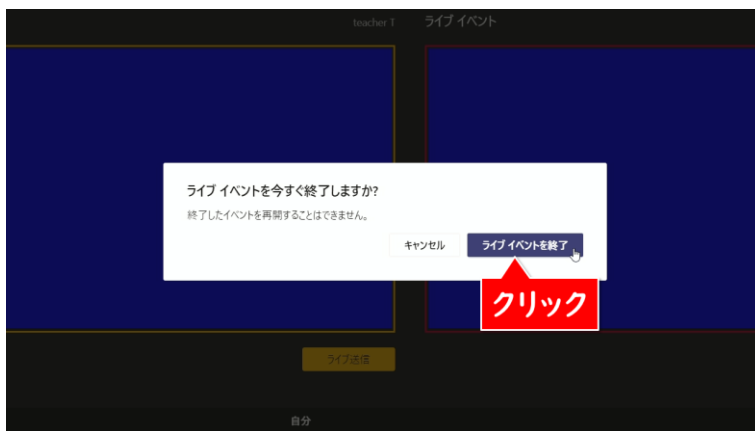 teacher T ライブ イベント
ライブ イベントを今すぐ終了しますか?
終了したイベントを再開することはできません。
キャンセル ライブ イベントを終了
クリック
ライブ送信
自分